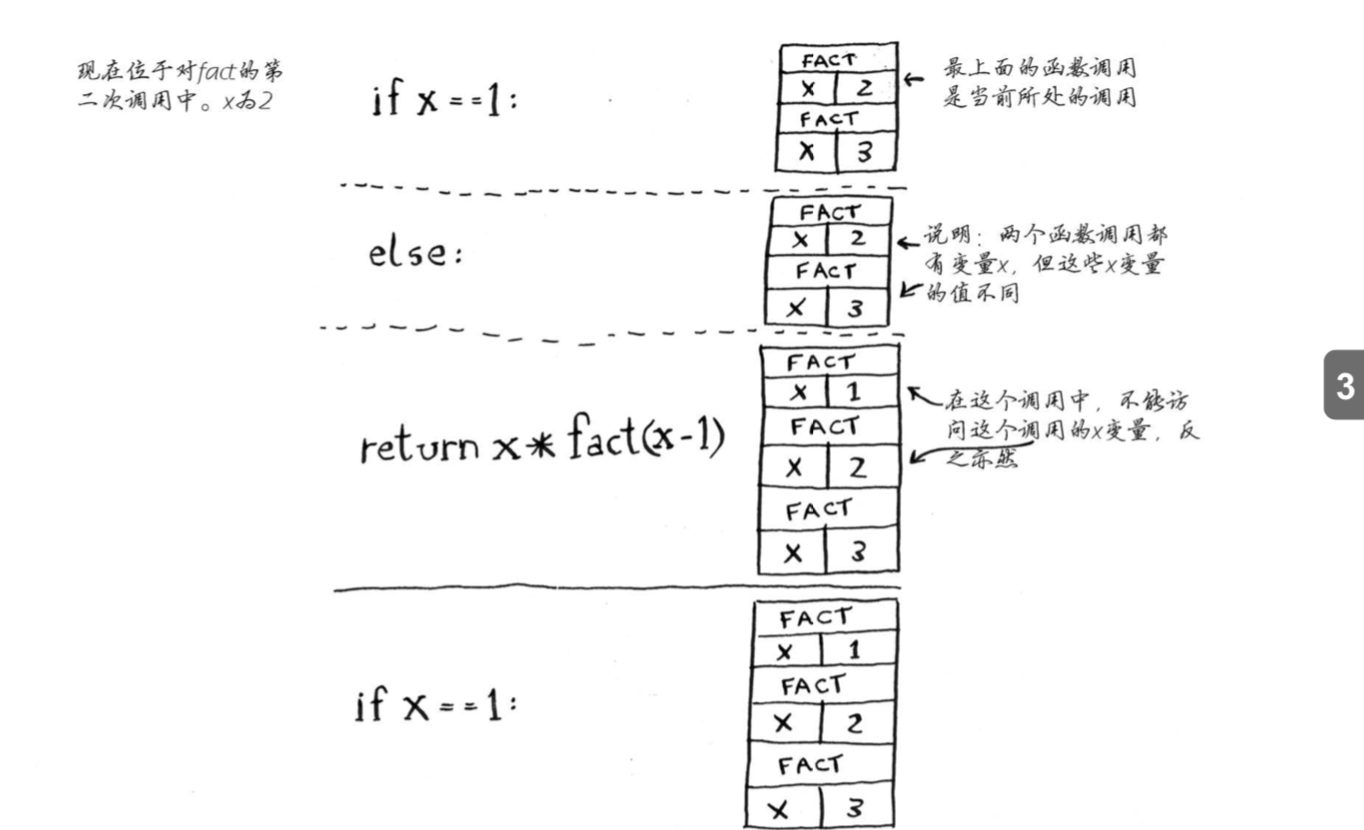 现在位于对fact的第
二次调用中。x为2
if x==1:
FACT
x 2
FACT
x 3
最上面的函数调用
是当前所处的调用
else:
FACT
x 2
FACT
x 3
说明：两个函数调用都
有变量x，但这些x变量
的值不同
return x*fact(x-1)
FACT
x 1
FACT
x 2
FACT
x 3
在这个调用中，不能访
问这个调用的x变量，反
之亦然
3
if x==1:
FACT
x 1
FACT
x 2
FACT
x 3